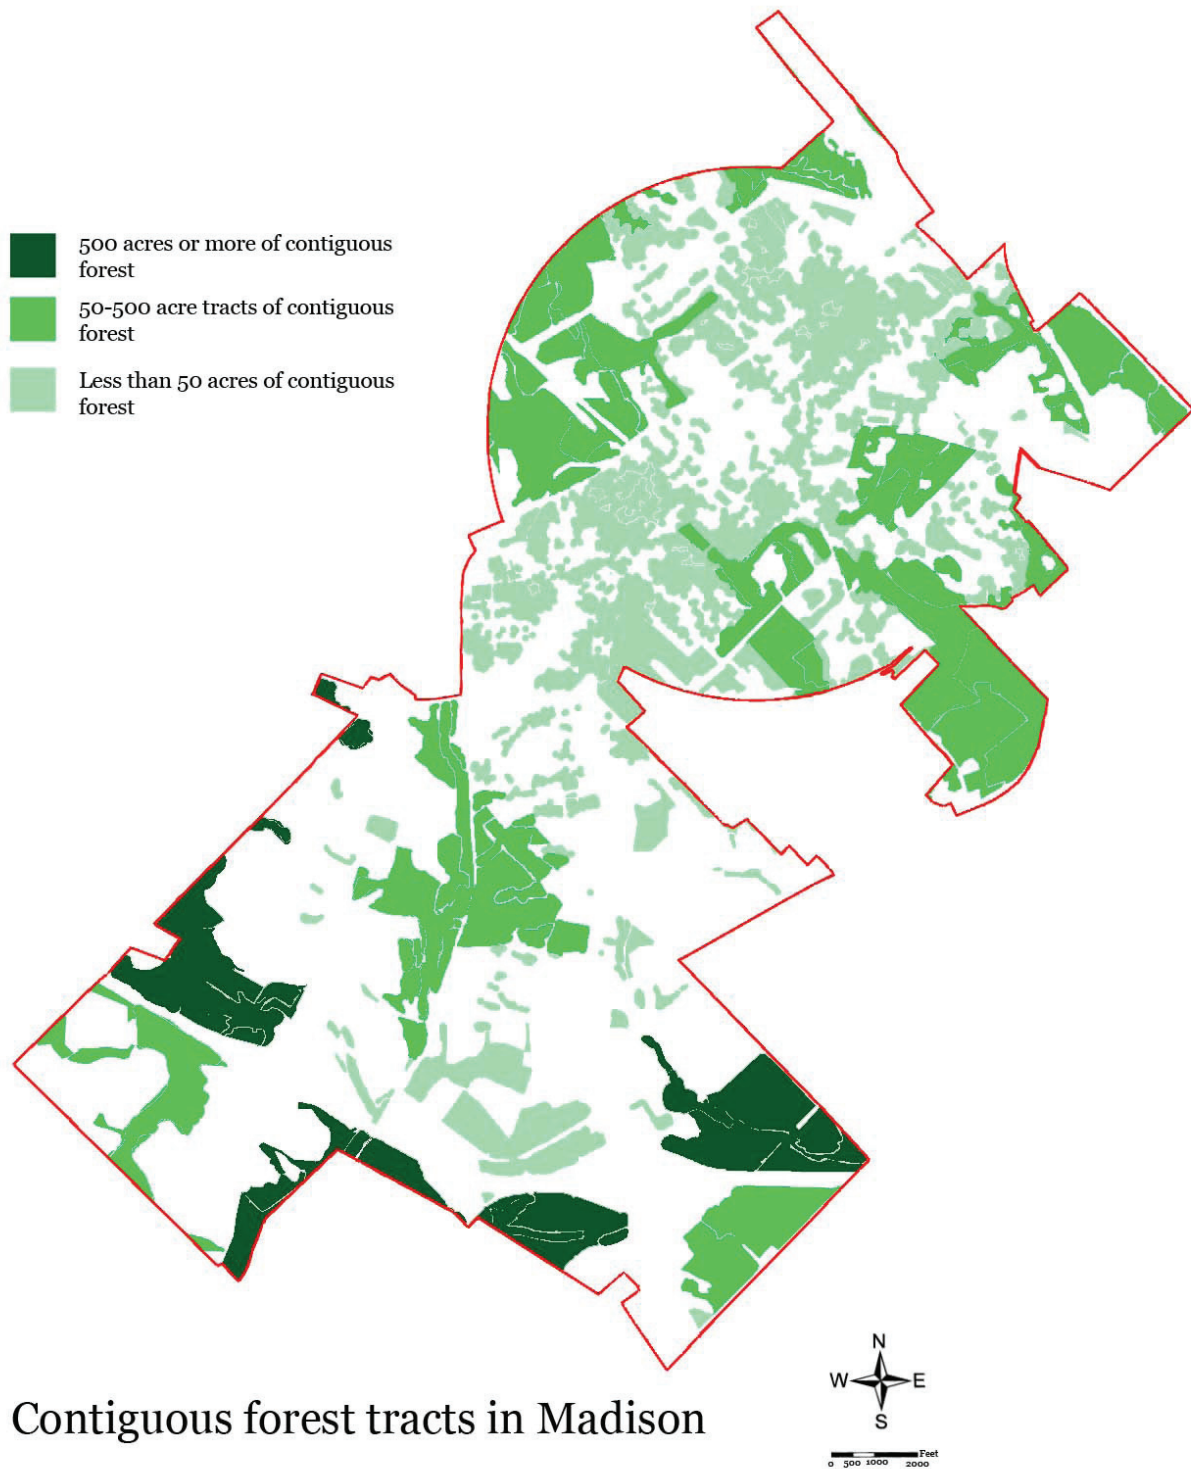 500 acres or more of contiguous
forest
50-500 acre tracts of contiguous
forest
Less than 50 acres of contiguous
forest
N
W E
S
Contiguous forest tracts in Madison
Feet
0 500 1000 2000